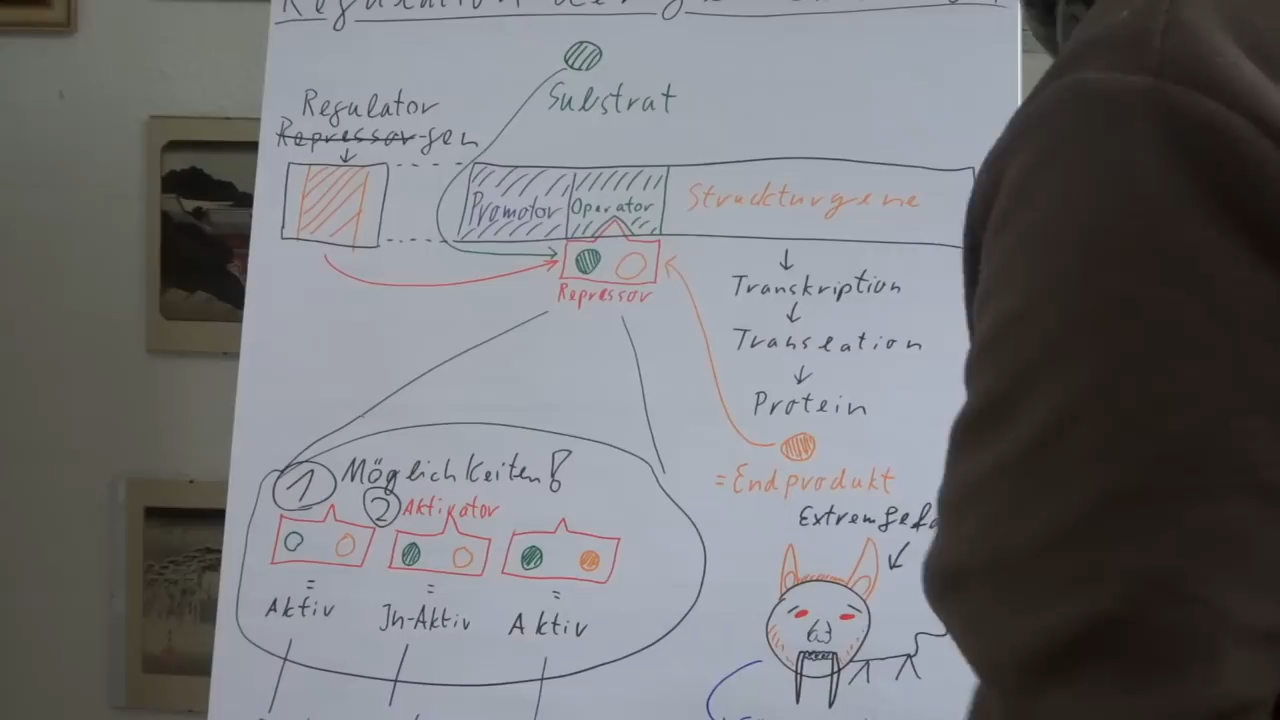 Substrat
Regulator
Repressor-gen
Promotor
Operator
Strukturgene
Repressor
Transkription
Translation
Protein
= Endprodukt
1 Möglichkeiten!
2 Aktivator
=
=
=
Aktiv
In-Aktiv
Aktiv